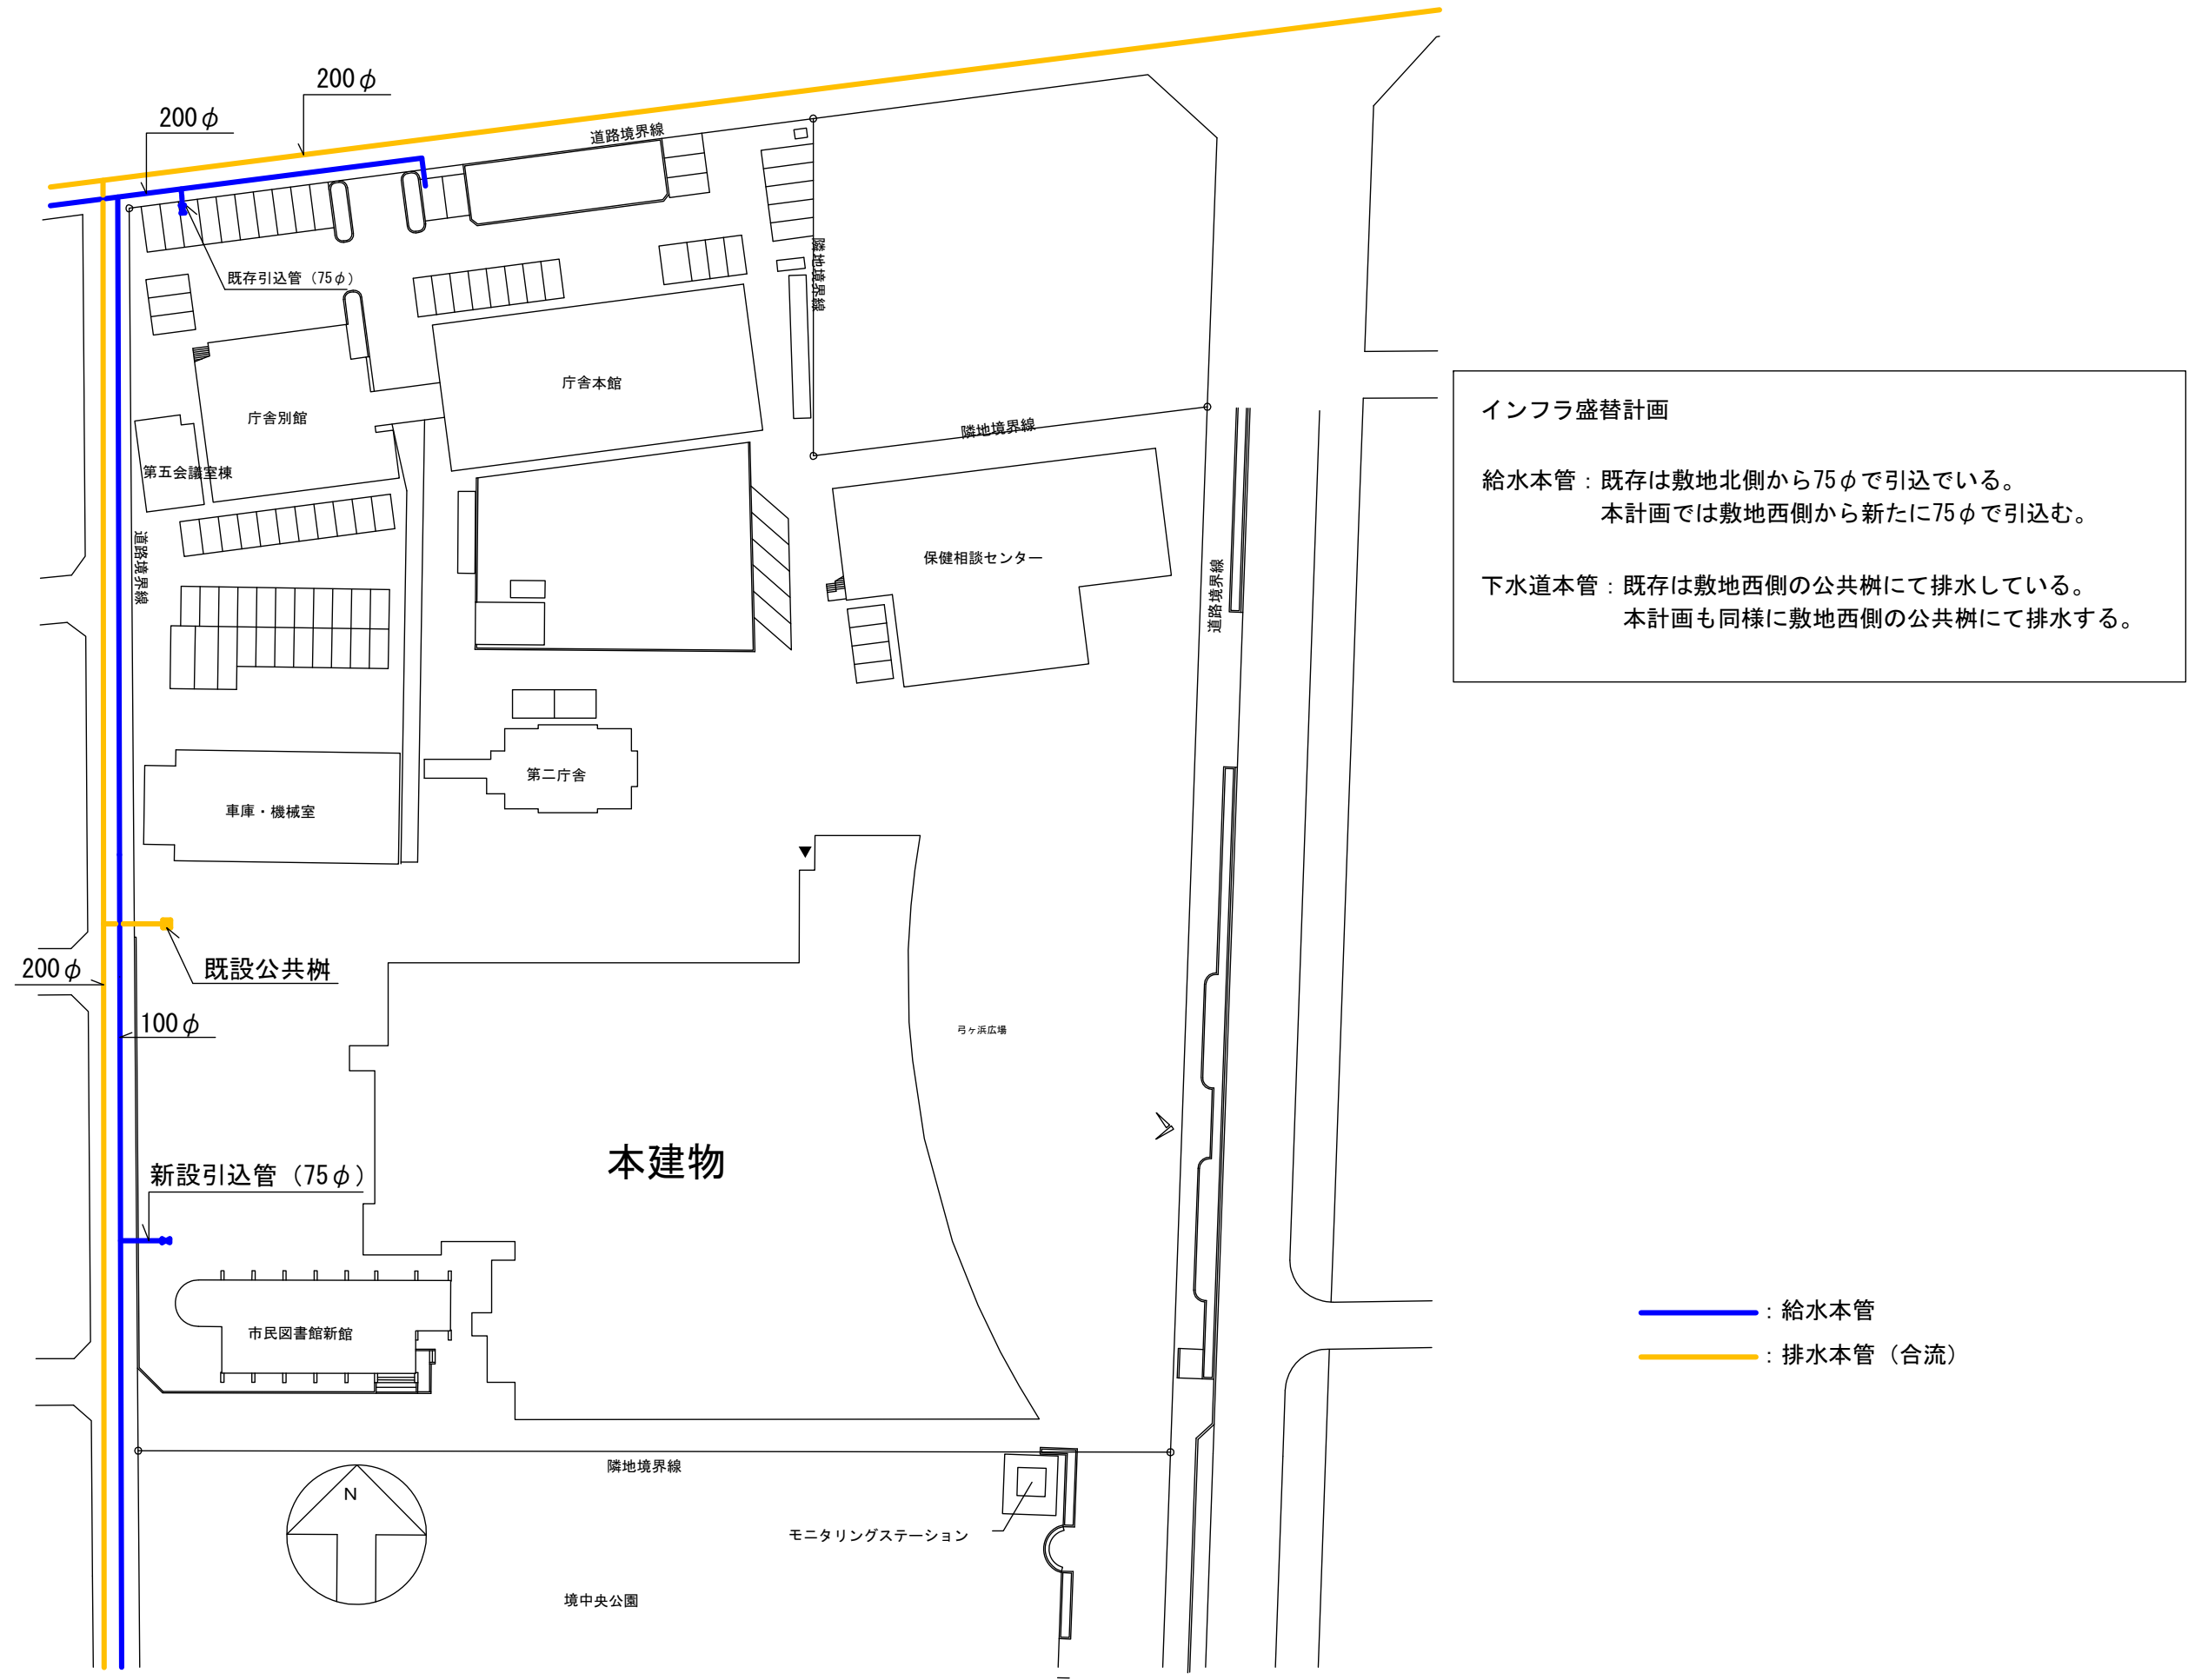 200φ
200φ
道路境界線
隣地境界線
既存引込管（75φ）
庁舎本館
庁舎別館
第五会議室棟
隣地境界線
インフラ盛替計画
給水本管：既存は敷地北側から75φで引込でいる。
本計画では敷地西側から新たに75φで引込む。
下水道本管：既存は敷地西側の公共桝にて排水している。
本計画も同様に敷地西側の公共桝にて排水する。
道路境界線
保健相談センター
道路境界線
第二庁舎
車庫・機械室
200φ
既設公共桝
100φ
弓ヶ浜広場
本建物
新設引込管（75φ）
市民図書館新館
：給水本管
：排水本管（合流）
隣地境界線
N
モニタリングステーション
境中央公園